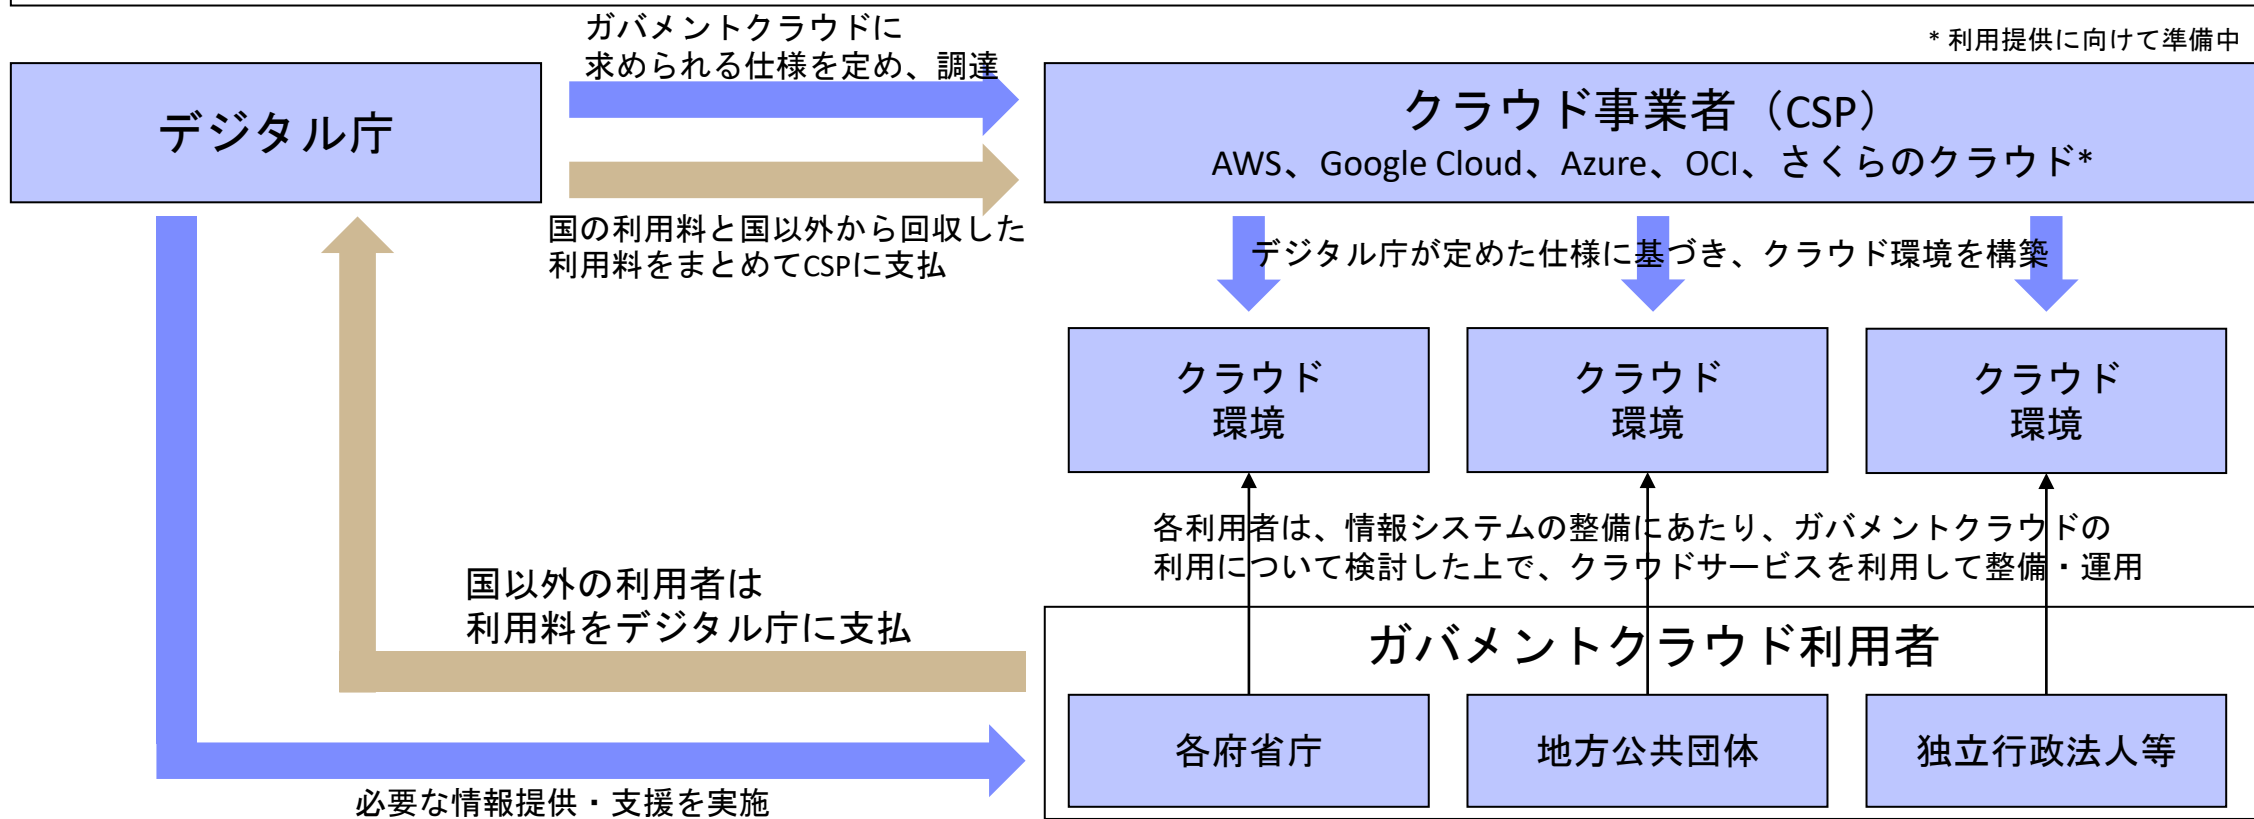 ガバメントクラウドに
求められる仕様を定め、調達
* 利用提供に向けて準備中
デジタル庁
クラウド事業者（CSP）
AWS、Google Cloud、Azure、OCI、さくらのクラウド*
国の利用料と国以外から回収した
利用料をまとめてCSPに支払
デジタル庁が定めた仕様に基づき、クラウド環境を構築
クラウド
環境
クラウド
環境
クラウド
環境
各利用者は、情報システムの整備にあたり、ガバメントクラウドの
利用について検討した上で、クラウドサービスを利用して整備・運用
国以外の利用者は
利用料をデジタル庁に支払
ガバメントクラウド利用者
各府省庁
地方公共団体
独立行政法人等
必要な情報提供・支援を実施